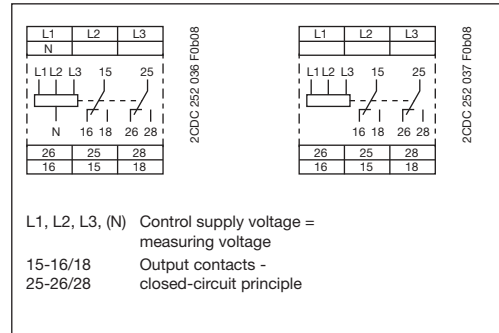 L1 L2 L3
N
L1 L2 L3 15 25
N 16 18 26 28
26 25 28
16 15 18
2CDC 252 036 F0b08
L1 L2 L3
L1 L2 L3 15 25
16 18 26 28
26 25 28
16 15 18
2CDC 252 037 F0b08
L1, L2, L3, (N) Control supply voltage =
measuring voltage
15-16/18 Output contacts -
25-26/28 closed-circuit principle